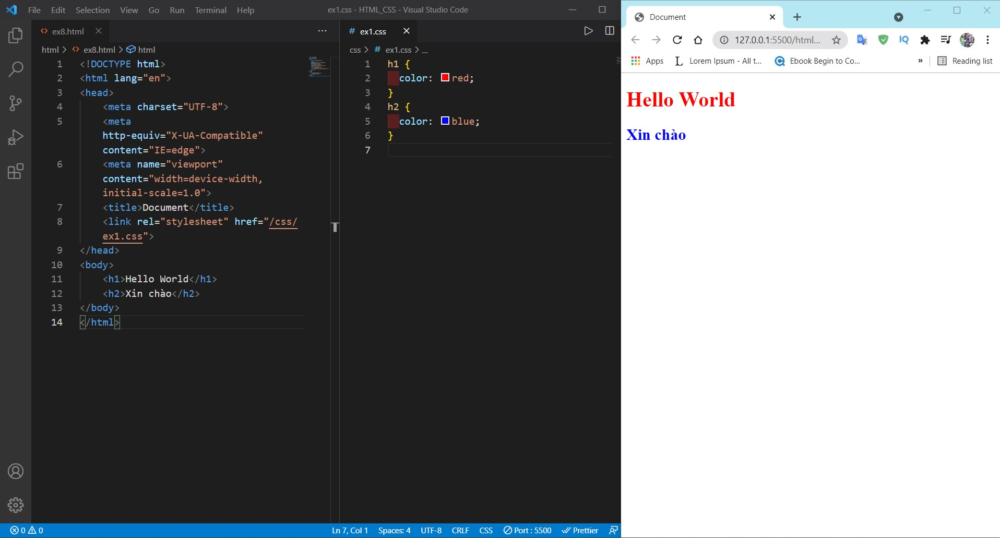 File Edit Selection View Go Run Terminal Help
ex1.css - HTML_CSS - Visual Studio Code
ex8.html
html > ex8.html > html
1 <!DOCTYPE html>
2 <html lang="en">
3 <head>
4 <meta charset="UTF-8">
5 <meta
http-equiv="X-UA-Compatible"
content="IE=edge">
6 <meta name="viewport"
content="width=device-width,
initial-scale=1.0">
7 <title>Document</title>
8 <link rel="stylesheet" href="/css/
ex1.css">
9 </head>
10 <body>
11 <h1>Hello World</h1>
12 <h2>Xin chào</h2>
13 </body>
14 </html>
# ex1.css
css > # ex1.css > ...
1 h1 {
2 color: red;
3 }
4 h2 {
5 color: blue;
6 }
7
0 0
Ln 7, Col 1 Spaces: 4 UTF-8 CRLF CSS Port : 5500 Prettier
Document
127.0.0.1:5500/html...
IQ
Apps L Lorem Ipsum - All t... Ebook Begin to Co... » Reading list
Hello World
Xin chào